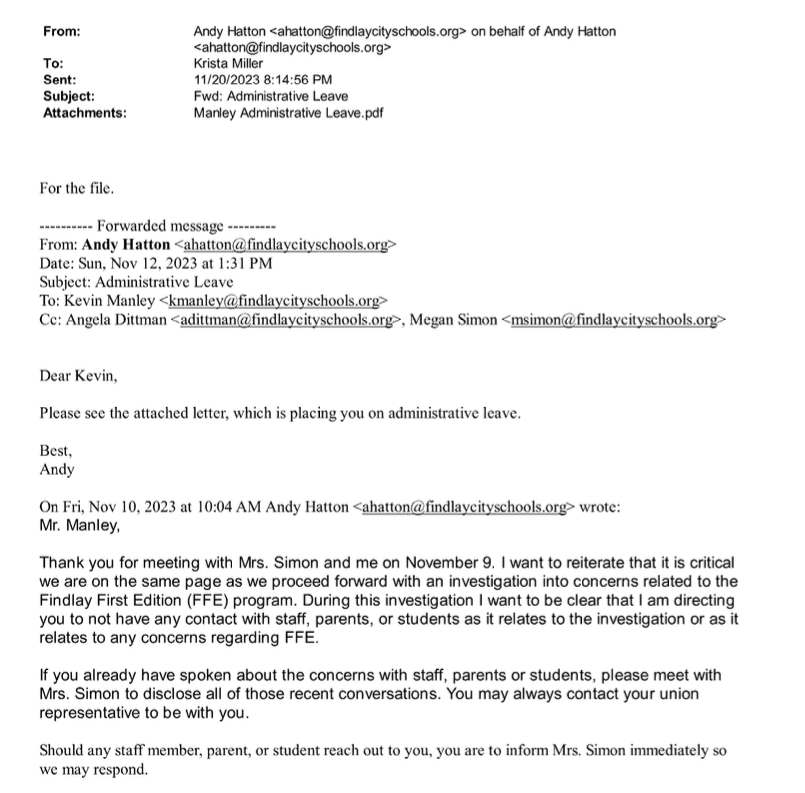 From: Andy Hatton <ahatton@findlaycityschools.org> on behalf of Andy Hatton
<ahatton@findlaycityschools.org>
To: Krista Miller
Sent: 11/20/2023 8:14:56 PM
Subject: Fwd: Administrative Leave
Attachments: Manley Administrative Leave.pdf
For the file.
---------- Forwarded message ---------
From: Andy Hatton <ahatton@findlaycityschools.org>
Date: Sun, Nov 12, 2023 at 1:31 PM
Subject: Administrative Leave
To: Kevin Manley <kmanley@findlaycityschools.org>
Cc: Angela Dittman <adittman@findlaycityschools.org>, Megan Simon <msimon@findlaycityschools.org>
Dear Kevin,
Please see the attached letter, which is placing you on administrative leave.
Best,
Andy
On Fri, Nov 10, 2023 at 10:04 AM Andy Hatton <ahatton@findlaycityschools.org> wrote:
Mr. Manley,
Thank you for meeting with Mrs. Simon and me on November 9. I want to reiterate that it is critical
we are on the same page as we proceed forward with an investigation into concerns related to the
Findlay First Edition (FFE) program. During this investigation I want to be clear that I am directing
you to not have any contact with staff, parents, or students as it relates to the investigation or as it
relates to any concerns regarding FFE.
If you already have spoken about the concerns with staff, parents or students, please meet with
Mrs. Simon to disclose all of those recent conversations. You may always contact your union
representative to be with you.
Should any staff member, parent, or student reach out to you, you are to inform Mrs. Simon immediately so
we may respond.